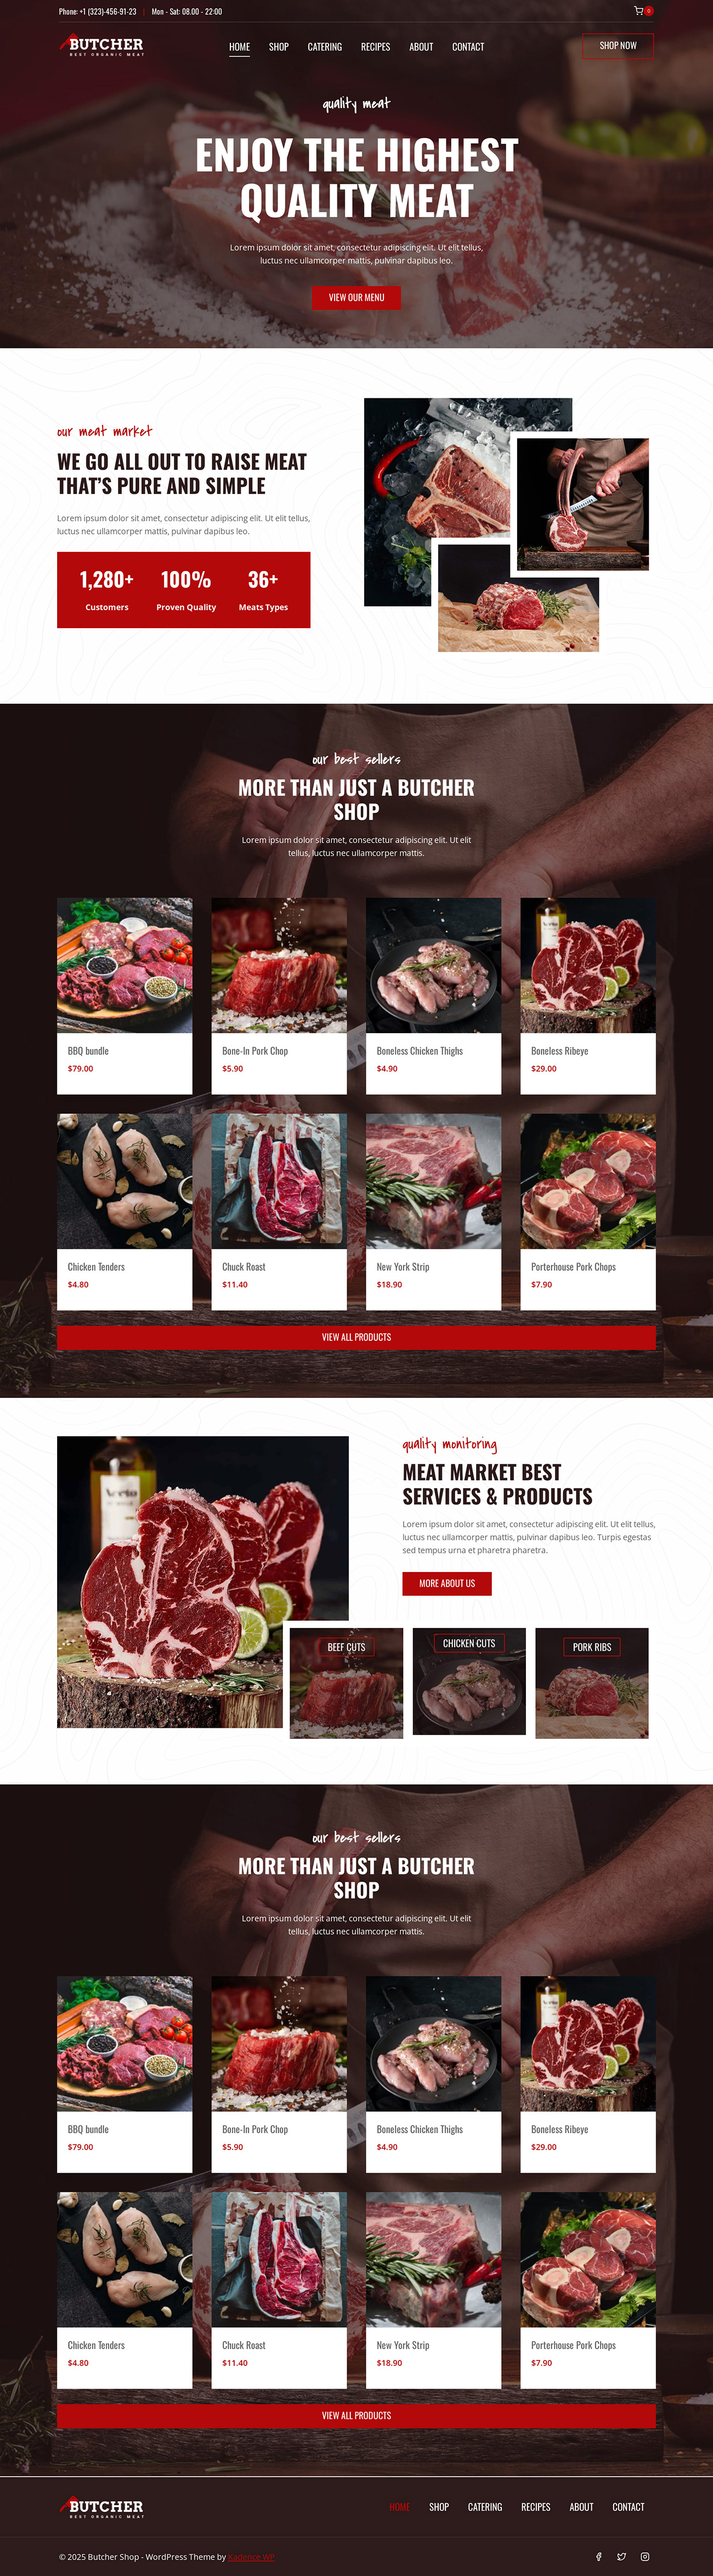 Phone: +1 (323)-456-91-23 | Mon - Sat: 08.00 - 22:00
0
BUTCHER
BEST ORGANIC MEAT
HOME SHOP CATERING RECIPES ABOUT CONTACT
SHOP NOW
quality meat
ENJOY THE HIGHEST
QUALITY MEAT
Lorem ipsum dolor sit amet, consectetur adipiscing elit. Ut elit tellus,
luctus nec ullamcorper mattis, pulvinar dapibus leo.
VIEW OUR MENU
our meat market
WE GO ALL OUT TO RAISE MEAT
THAT'S PURE AND SIMPLE
Lorem ipsum dolor sit amet, consectetur adipiscing elit. Ut elit tellus,
luctus nec ullamcorper mattis, pulvinar dapibus leo.
1,280+ 100% 36+
Customers Proven Quality Meats Types
our best sellers
MORE THAN JUST A BUTCHER
SHOP
Lorem ipsum dolor sit amet, consectetur adipiscing elit. Ut elit
tellus, luctus nec ullamcorper mattis.
BBQ bundle Bone-In Pork Chop Boneless Chicken Thighs Boneless Ribeye
$79.00 $5.90 $4.90 $29.00
Chicken Tenders Chuck Roast New York Strip Porterhouse Pork Chops
$4.80 $11.40 $18.90 $7.90
VIEW ALL PRODUCTS
quality monitoring
MEAT MARKET BEST
SERVICES & PRODUCTS
Lorem ipsum dolor sit amet, consectetur adipiscing elit. Ut elit tellus,
luctus nec ullamcorper mattis, pulvinar dapibus leo. Turpis egestas
sed tempus urna et pharetra pharetra.
MORE ABOUT US
BEEF CUTS CHICKEN CUTS PORK RIBS
our best sellers
MORE THAN JUST A BUTCHER
SHOP
Lorem ipsum dolor sit amet, consectetur adipiscing elit. Ut elit
tellus, luctus nec ullamcorper mattis.
BBQ bundle Bone-In Pork Chop Boneless Chicken Thighs Boneless Ribeye
$79.00 $5.90 $4.90 $29.00
Chicken Tenders Chuck Roast New York Strip Porterhouse Pork Chops
$4.80 $11.40 $18.90 $7.90
VIEW ALL PRODUCTS
BUTCHER
BEST ORGANIC MEAT
HOME SHOP CATERING RECIPES ABOUT CONTACT
© 2025 Butcher Shop - WordPress Theme by Kadence WP